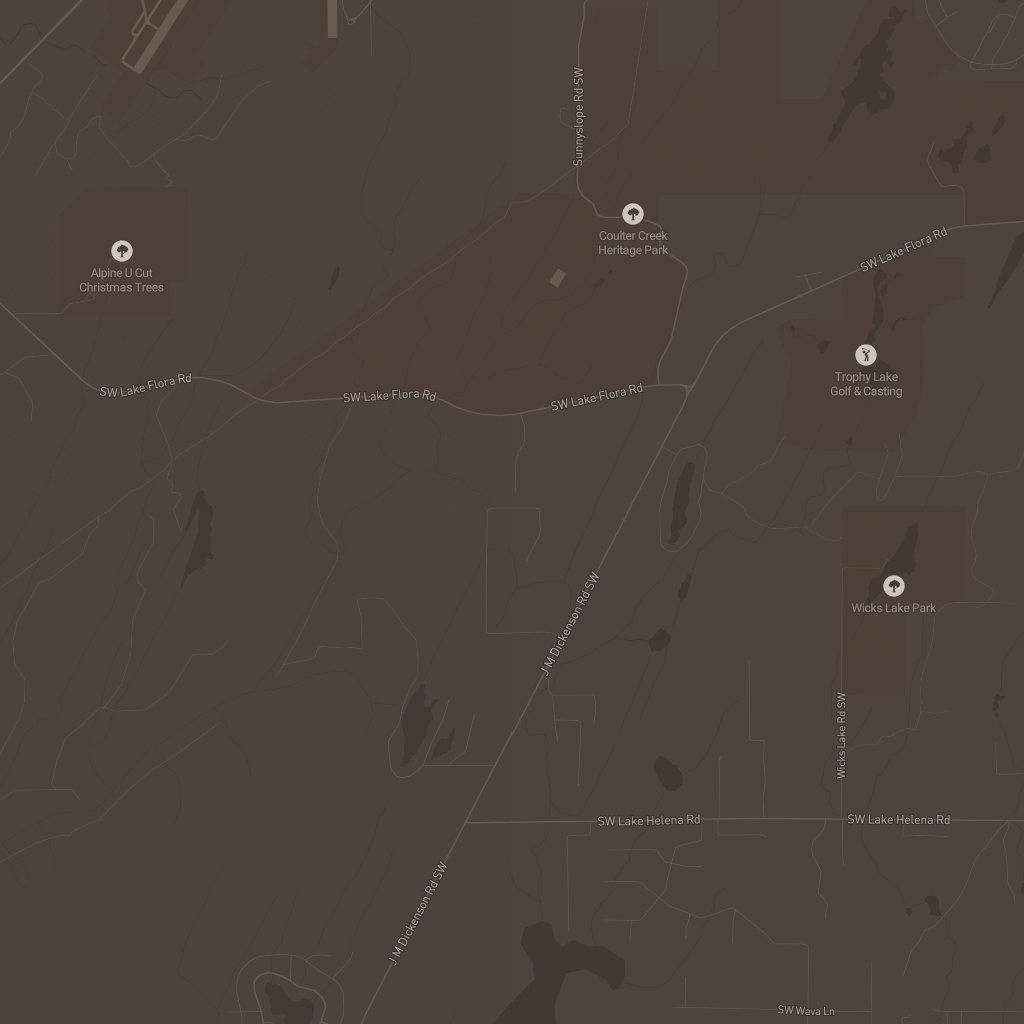 Sunnyslope Rd SW
Coulter Creek
Heritage Park
SW Lake Flora Rd
Alpine U Cut
Christmas Trees
Trophy Lake
Golf & Casting
SW Lake Flora Rd
SW Lake Flora Rd
SW Lake Flora Rd
J M Dickenson Rd SW
Wicks Lake Park
Wicks Lake Rd SW
SW Lake Helena Rd
SW Lake Helena Rd
J M Dickenson Rd SW
SW Wava Ln